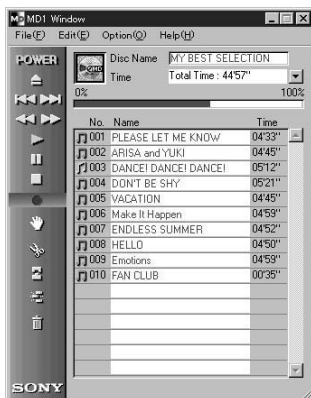 MD MD1 Window
File(F) Edit(E) Option(O) Help(H)
POWER
Disc Name MY BEST SELECTION
Time Total Time : 44'57"
0% 100%
No. Name Time
001 PLEASE LET ME KNOW 04'33"
002 ARISA and YUKI 04'45"
003 DANCE! DANCE! DANCE! 05'12"
004 DON'T BE SHY 05'21"
005 VACATION 04'45"
006 Make It Happen 04'59"
007 ENDLESS SUMMER 04'52"
008 HELLO 04'50"
009 Emotions 04'59"
010 FAN CLUB 00'35"
SONY